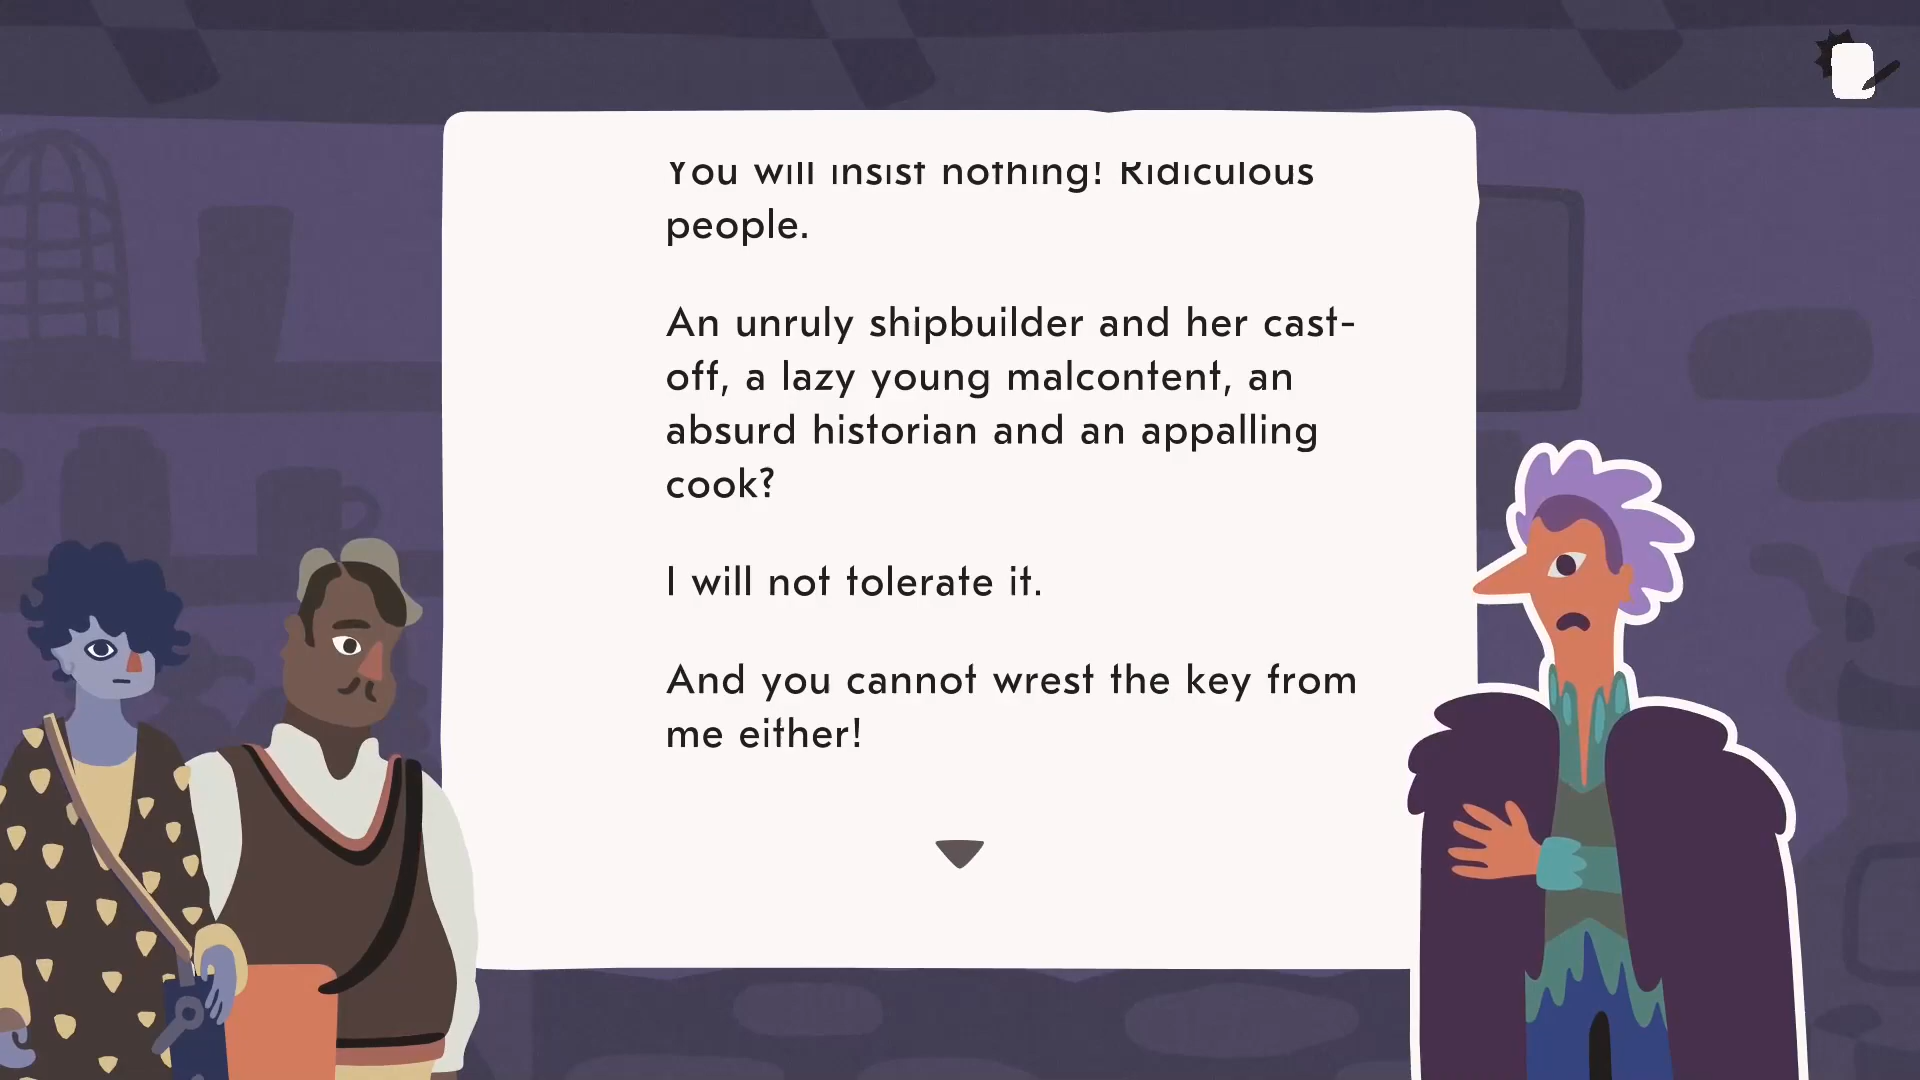 You will insist nothing! Ridiculous
people.
An unruly shipbuilder and her cast-
off, a lazy young malcontent, an
absurd historian and an appalling
cook?
I will not tolerate it.
And you cannot wrest the key from
me either!